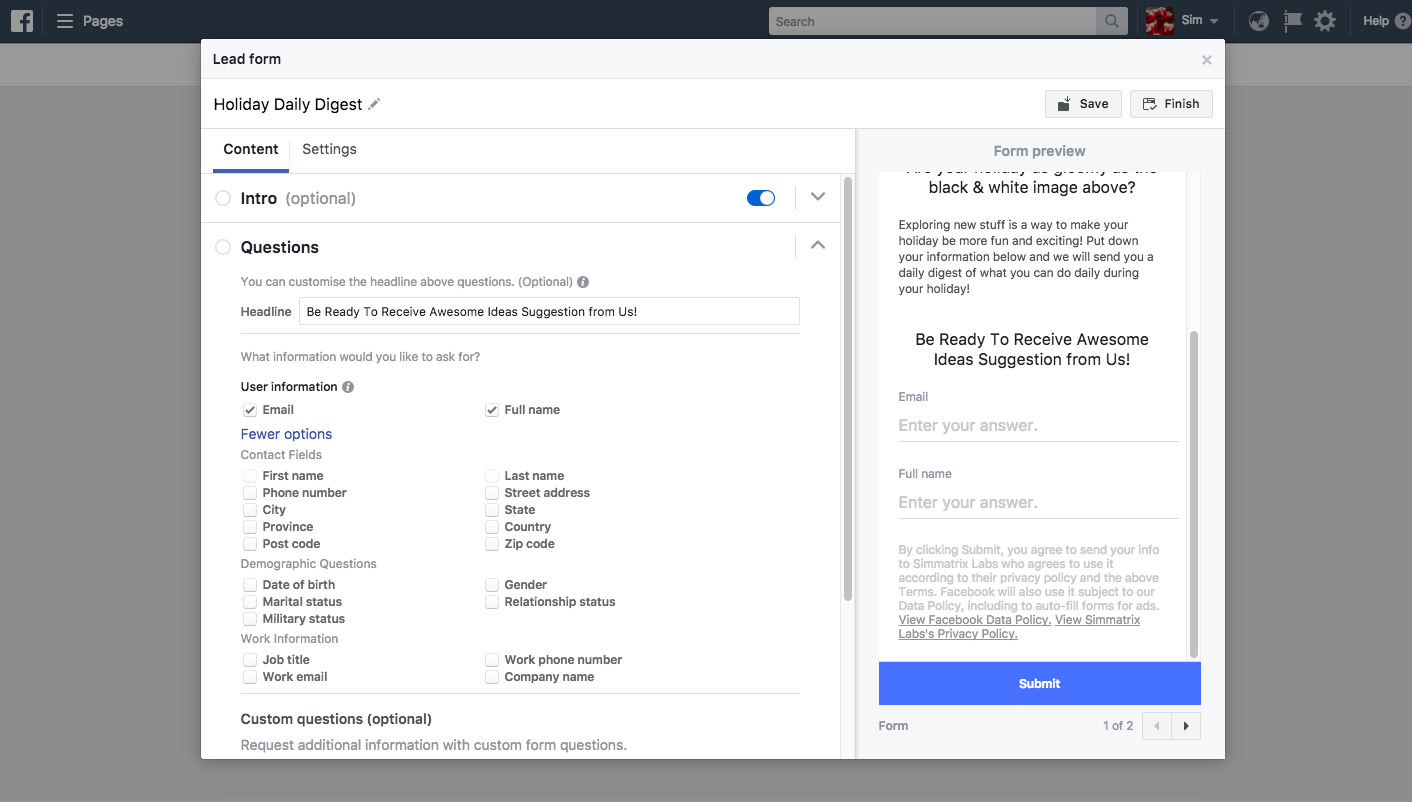 Pages
Search
Sim
Help
Lead form
Holiday Daily Digest
Save
Finish
Content
Settings
Intro (optional)
Questions
You can customise the headline above questions. (Optional)
Headline
Be Ready To Receive Awesome Ideas Suggestion from Us!
What information would you like to ask for?
User information
Email
Full name
Fewer options
Contact Fields
First name
Last name
Phone number
Street address
City
State
Province
Country
Post code
Zip code
Demographic Questions
Date of birth
Gender
Marital status
Relationship status
Military status
Work Information
Job title
Work phone number
Work email
Company name
Custom questions (optional)
Request additional information with custom form questions.
Form preview
Are your holiday as gloomy as the
black & white image above?
Exploring new stuff is a way to make your
holiday be more fun and exciting! Put down
your information below and we will send you a
daily digest of what you can do daily during
your holiday!
Be Ready To Receive Awesome
Ideas Suggestion from Us!
Email
Enter your answer.
Full name
Enter your answer.
By clicking Submit, you agree to send your info
to Simmatrix Labs who agrees to use it
according to their privacy policy and the above
Terms. Facebook will also use it subject to our
Data Policy, including to auto-fill forms for ads.
View Facebook Data Policy. View Simmatrix
Labs's Privacy Policy.
Submit
Form
1 of 2